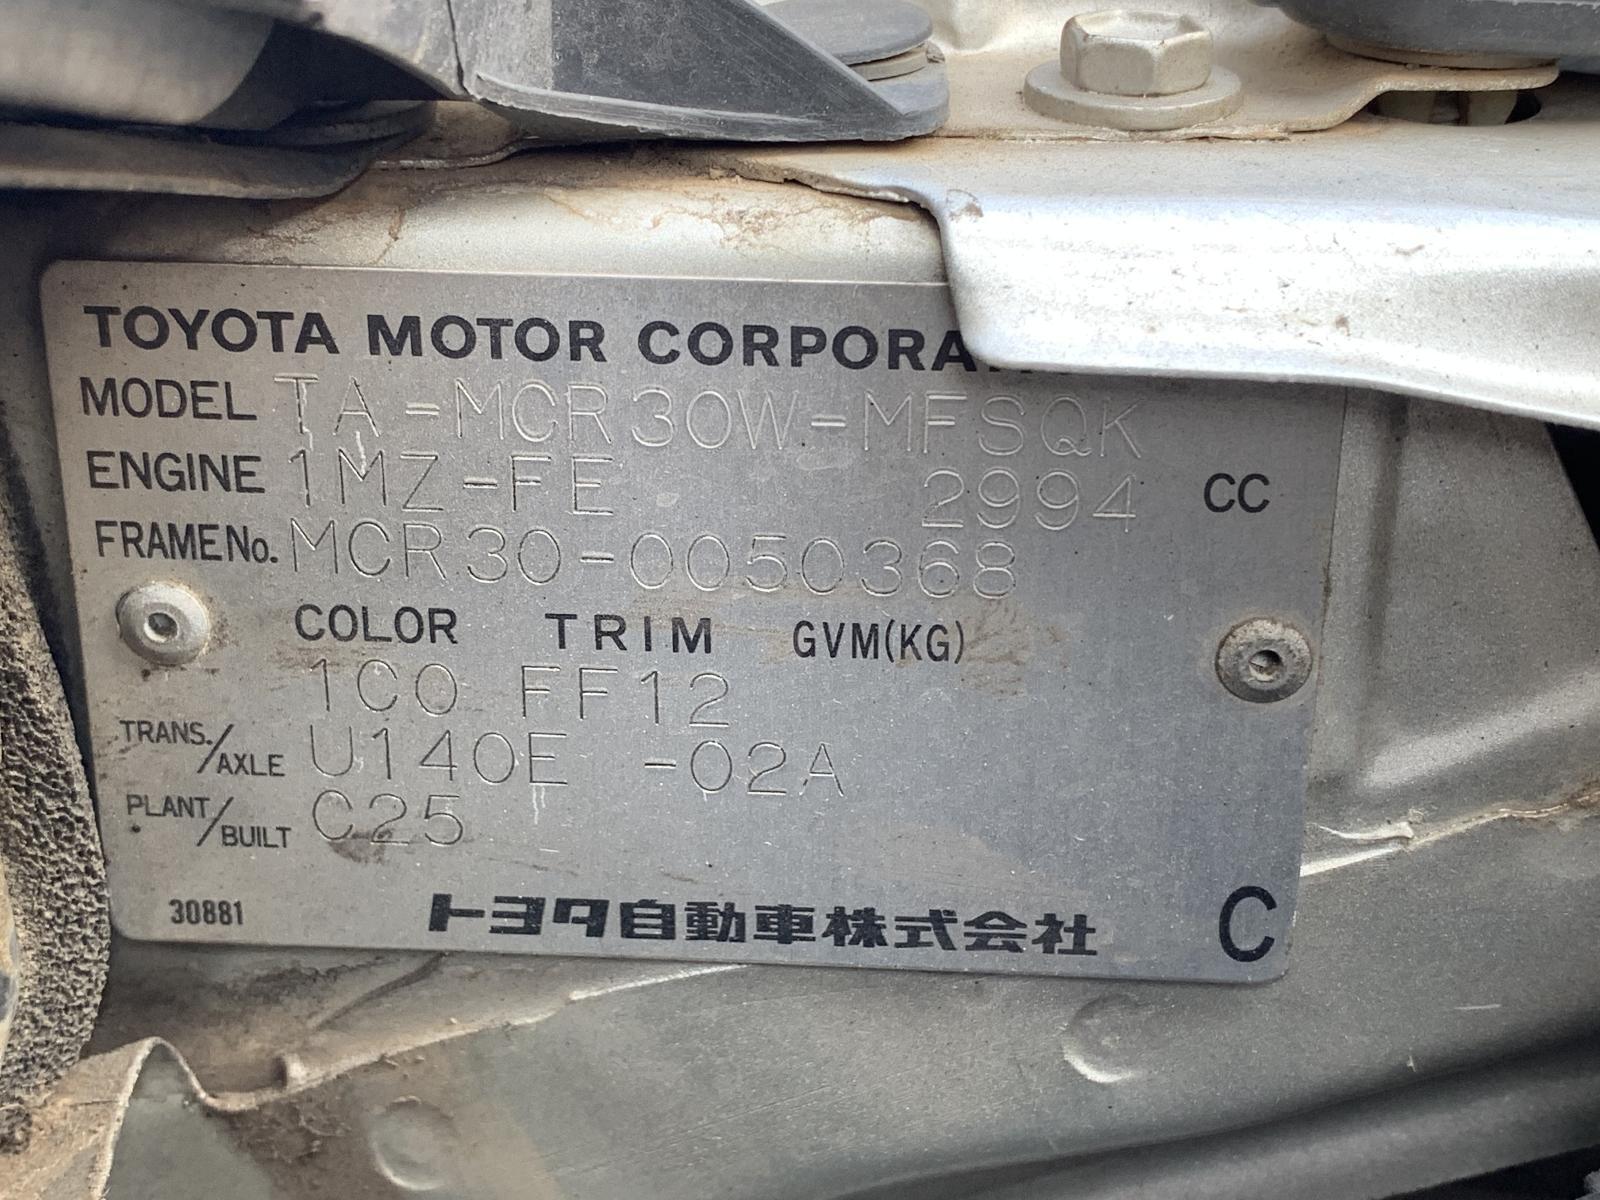 TOYOTA MOTOR CORPORA
MODEL TA-MCR30W-MFSQK
ENGINE 1MZ-FE 2994 CC
FRAME No. MCR30-0050368
COLOR TRIM GVM(KG)
1C0 FF12
TRANS./AXLE U140E -02A
PLANT/BUILT C25
30881 トヨタ自動車株式会社 C